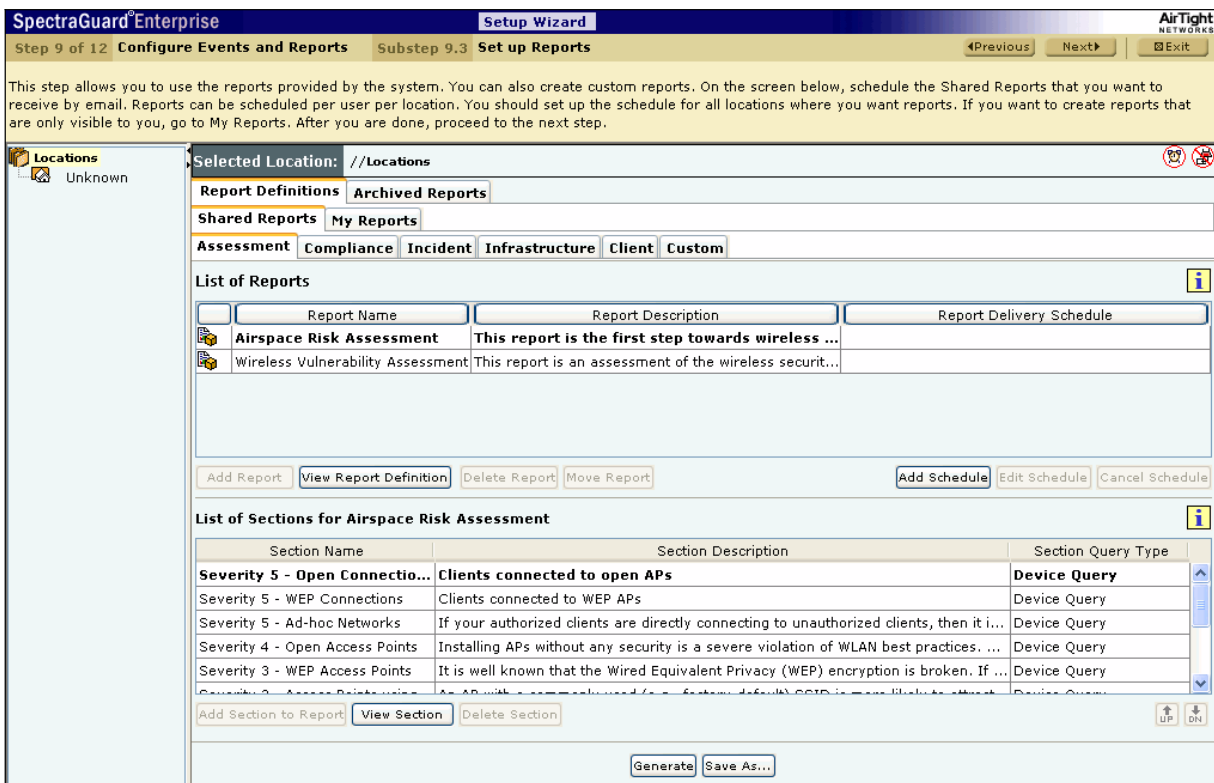 SpectraGuard® Enterprise Setup Wizard AirTight NETWORKS
Step 9 of 12 Configure Events and Reports Substep 9.3 Set up Reports Previous Next Exit
This step allows you to use the reports provided by the system. You can also create custom reports. On the screen below, schedule the Shared Reports that you want to
receive by email. Reports can be scheduled per user per location. You should set up the schedule for all locations where you want reports. If you want to create reports that
are only visible to you, go to My Reports. After you are done, proceed to the next step.
Locations
Unknown
Selected Location: //Locations
Report Definitions Archived Reports
Shared Reports My Reports
Assessment Compliance Incident Infrastructure Client Custom
List of Reports i
Report Name Report Description Report Delivery Schedule
Airspace Risk Assessment This report is the first step towards wireless ...
Wireless Vulnerability Assessment This report is an assessment of the wireless securit...
Add Report View Report Definition Delete Report Move Report Add Schedule Edit Schedule Cancel Schedule
List of Sections for Airspace Risk Assessment i
Section Name Section Description Section Query Type
Severity 5 - Open Connectio... Clients connected to open APs Device Query
Severity 5 - WEP Connections Clients connected to WEP APs Device Query
Severity 5 - Ad-hoc Networks If your authorized clients are directly connecting to unauthorized clients, then it i... Device Query
Severity 4 - Open Access Points Installing APs without any security is a severe violation of WLAN best practices. ... Device Query
Severity 3 - WEP Access Points It is well known that the Wired Equivalent Privacy (WEP) encryption is broken. If ... Device Query
Add Section to Report View Section Delete Section UP DN
Generate Save As...